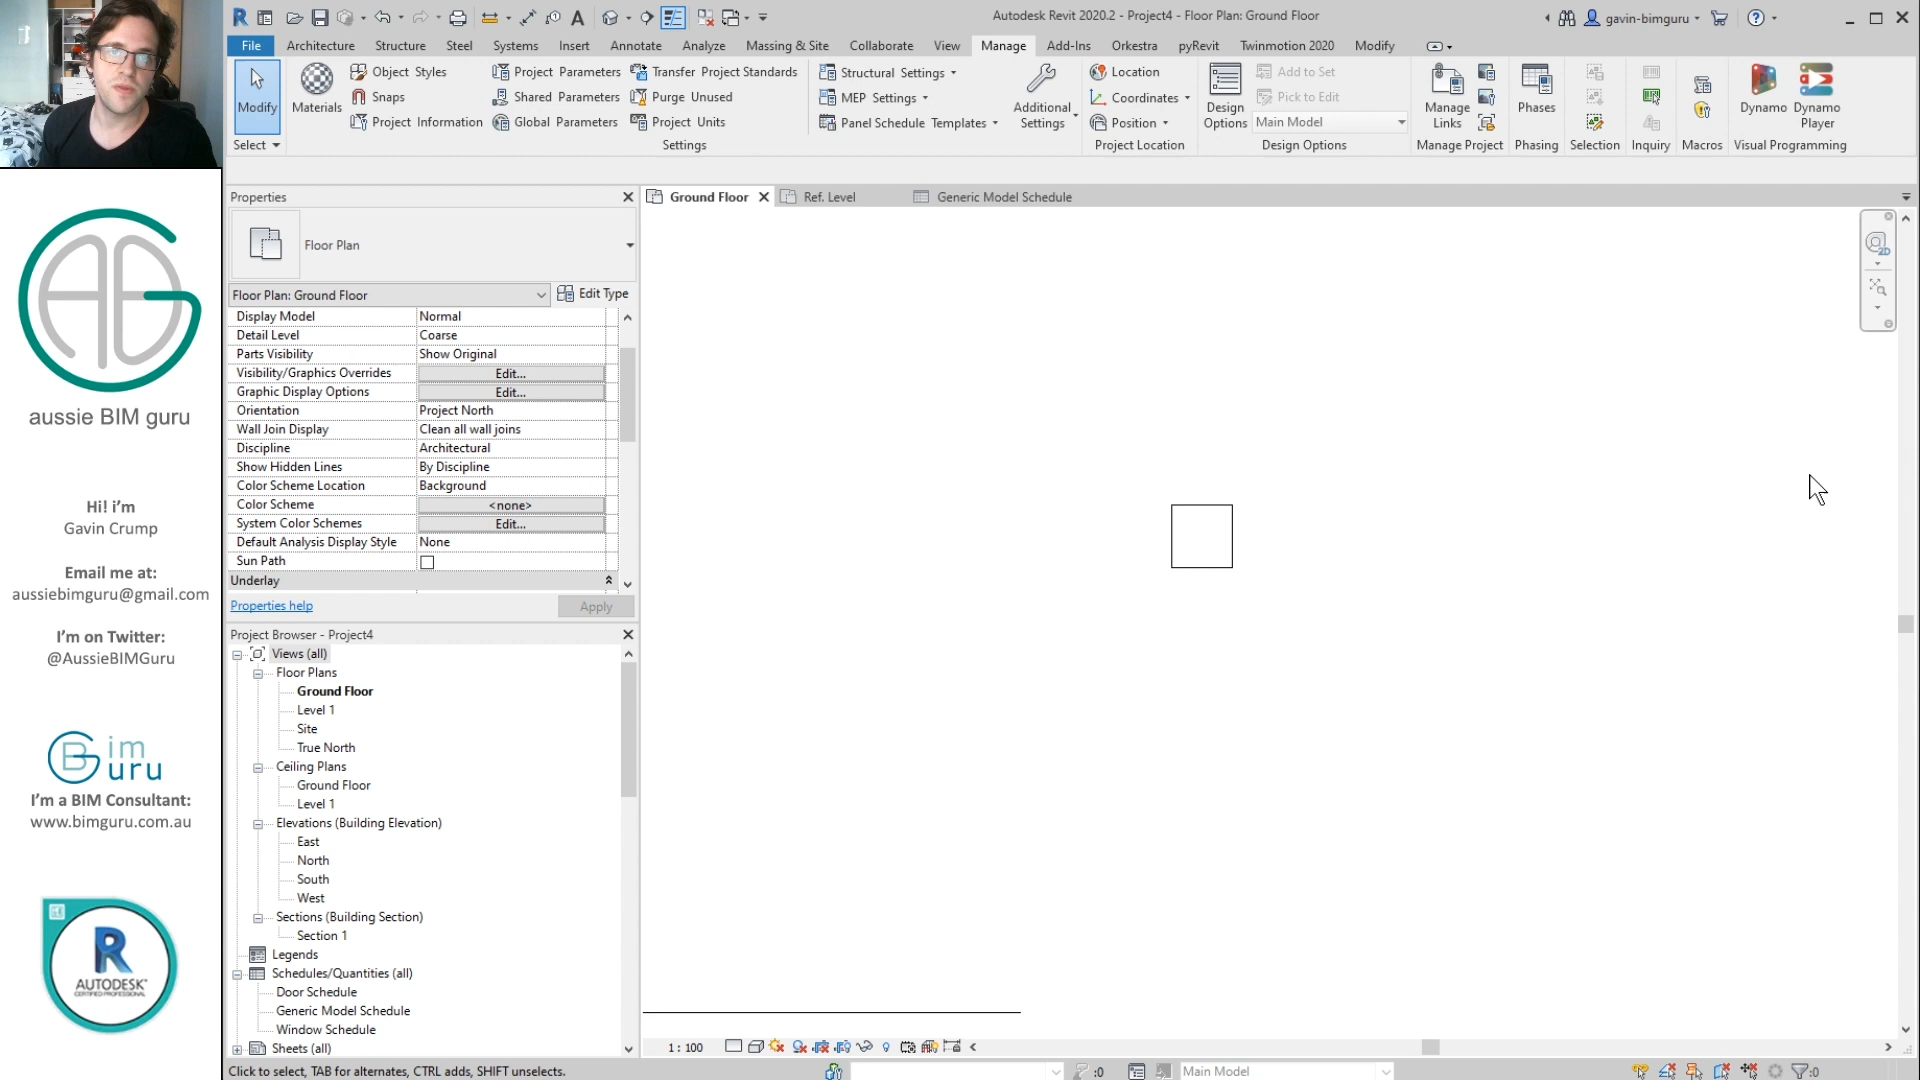 Autodesk Revit 2020.2 - Project4 - Floor Plan: Ground Floor
gavin-bimguru
File
Architecture
Structure
Steel
Systems
Insert
Annotate
Analyze
Massing & Site
Collaborate
View
Manage
Add-Ins
Orkestra
pyRevit
Twinmotion 2020
Modify
Modify
Select
Materials
Object Styles
Snaps
Project Information
Project Parameters
Shared Parameters
Global Parameters
Transfer Project Standards
Purge Unused
Project Units
Settings
Structural Settings
MEP Settings
Panel Schedule Templates
Additional
Settings
Location
Coordinates
Position
Project Location
Design
Options
Add to Set
Pick to Edit
Main Model
Design Options
Manage
Links
Manage Project
Phases
Phasing
Selection
Inquiry
Macros
Dynamo
Dynamo
Player
Visual Programming
Properties
Floor Plan
Floor Plan: Ground Floor
Edit Type
Display Model Normal
Detail Level Coarse
Parts Visibility Show Original
Visibility/Graphics Overrides Edit...
Graphic Display Options Edit...
Orientation Project North
Wall Join Display Clean all wall joins
Discipline Architectural
Show Hidden Lines By Discipline
Color Scheme Location Background
Color Scheme <none>
System Color Schemes Edit...
Default Analysis Display Style None
Sun Path
Underlay
Properties help
Apply
Project Browser - Project4
Views (all)
Floor Plans
Ground Floor
Level 1
Site
True North
Ceiling Plans
Ground Floor
Level 1
Elevations (Building Elevation)
East
North
South
West
Sections (Building Section)
Section 1
Legends
Schedules/Quantities (all)
Door Schedule
Generic Model Schedule
Window Schedule
Sheets (all)
Ground Floor
Ref. Level
Generic Model Schedule
2D
1 : 100
Click to select, TAB for alternates, CTRL adds, SHIFT unselects.
:0
Main Model
:0
aussie BIM guru
Hi! i'm
Gavin Crump
Email me at:
aussiebimguru@gmail.com
I'm on Twitter:
@AussieBIMGuru
Bim
Guru
I'm a BIM Consultant:
www.bimguru.com.au
R
AUTODESK
CERTIFIED PROFESSIONAL